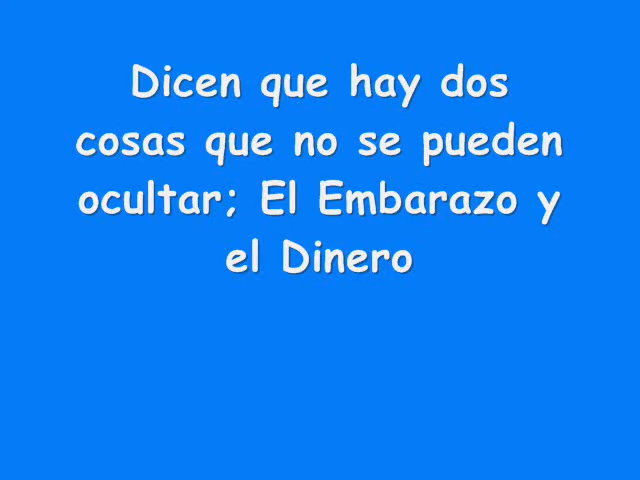 Dicen que hay dos
cosas que no se pueden
ocultar; El Embarazo y
el Dinero